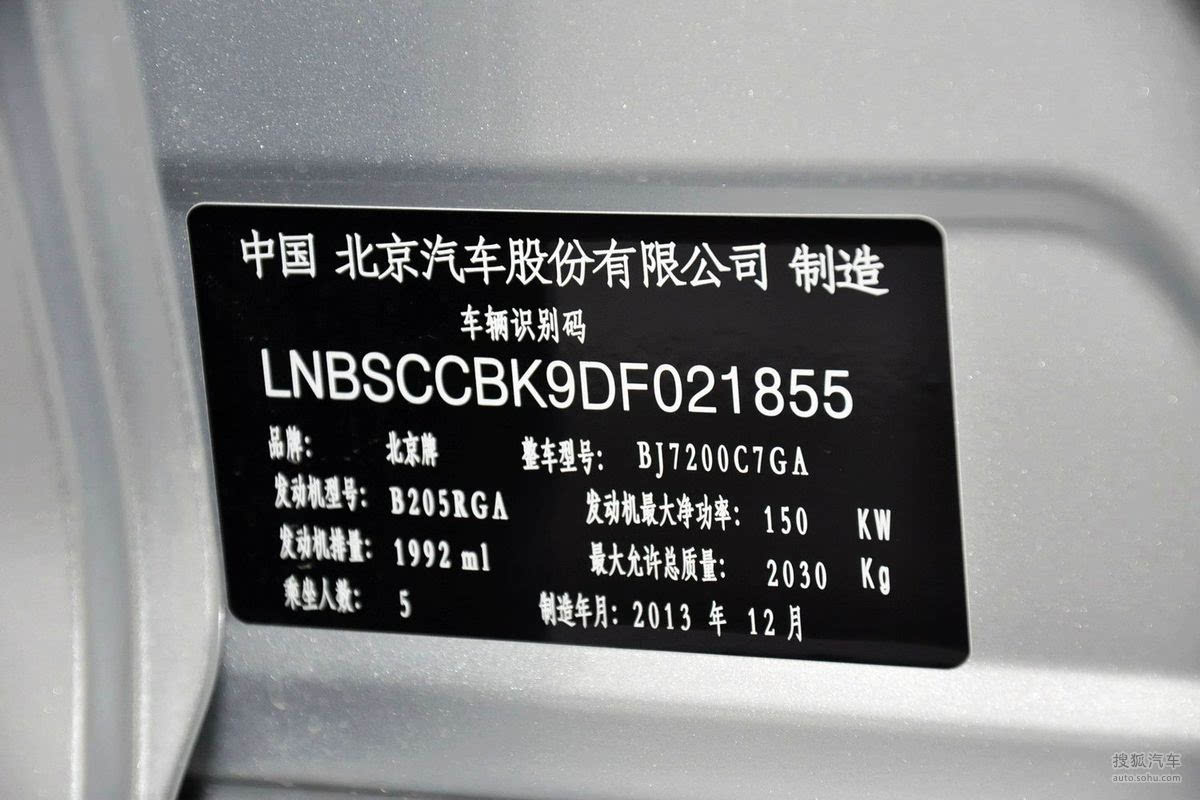 中国 北京汽车股份有限公司 制造
车辆识别码
LNBSCCBK9DF021855
品牌: 北京牌 整车型号: BJ7200C7GA
发动机型号: B205RGA 发动机最大净功率: 150 KW
发动机排量: 1992 ml 最大允许总质量: 2030 Kg
乘坐人数: 5 制造年月: 2013 年 12 月
搜狐汽车
auto.sohu.com